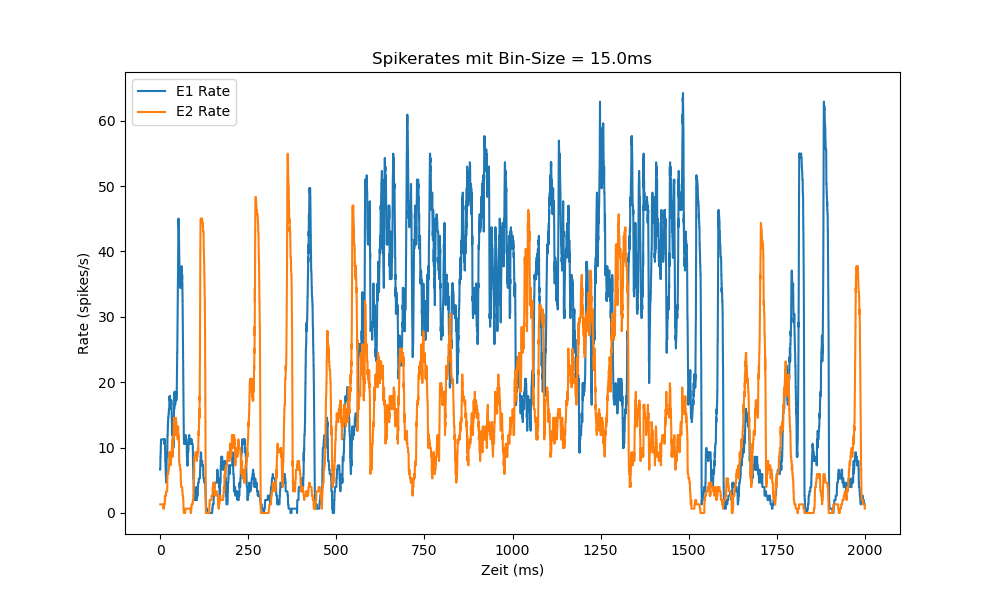 Spikerates mit Bin-Size = 15.0ms
E1 Rate
E2 Rate
Rate (spikes/s)
60
50
40
30
20
10
0
0 250 500 750 1000 1250 1500 1750 2000
Zeit (ms)